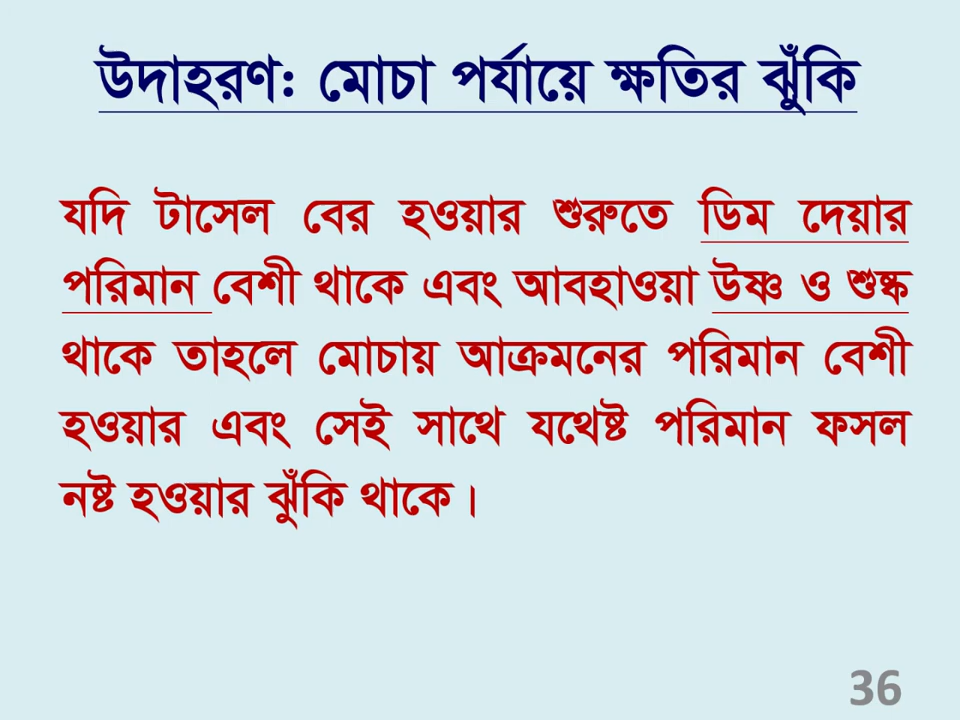 উদাহরণ: মোচা পর্যায়ে ক্ষতির ঝুঁকি
যদি টাসেল বের হওয়ার শুরুতে ডিম দেয়ার
পরিমান বেশী থাকে এবং আবহাওয়া উষ্ণ ও শুষ্ক
থাকে তাহলে মোচায় আক্রমনের পরিমান বেশী
হওয়ার এবং সেই সাথে যথেষ্ট পরিমান ফসল
নষ্ট হওয়ার ঝুঁকি থাকে।
36